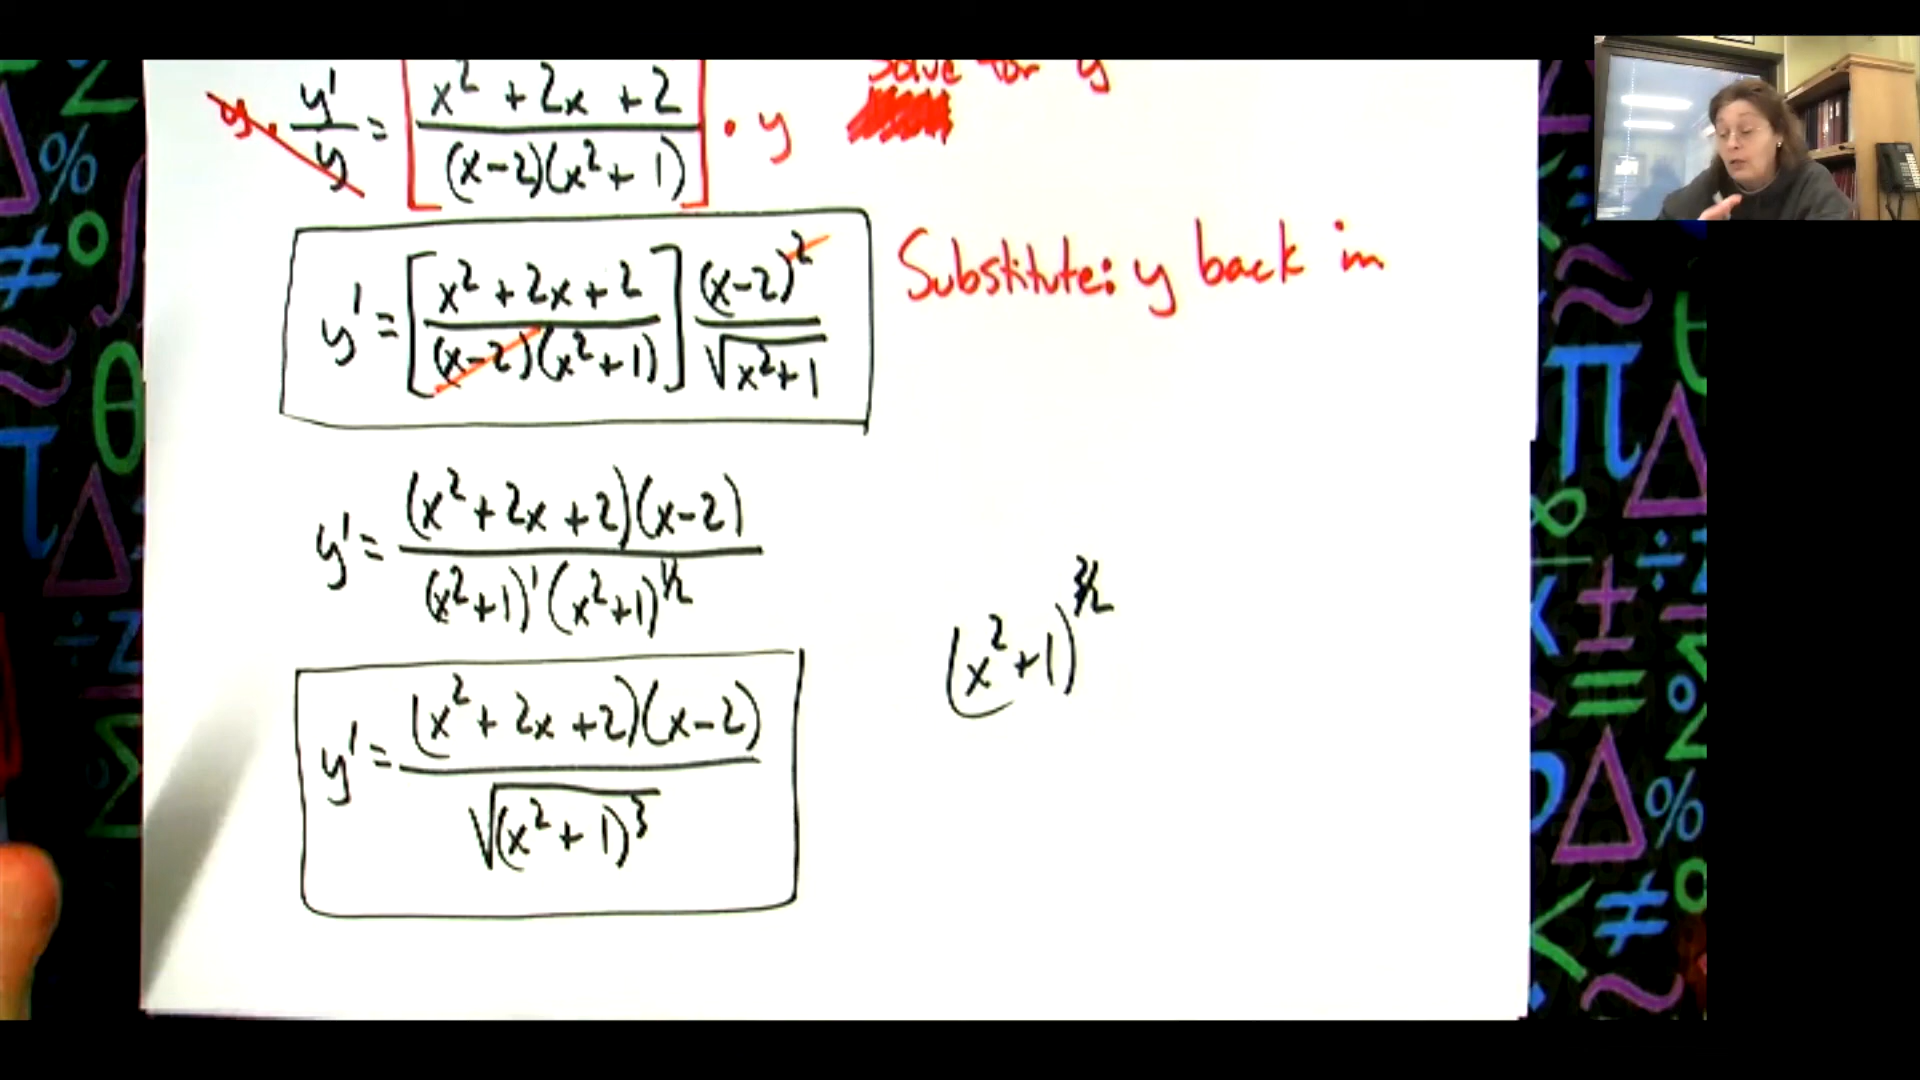 Solve for y
y · y'/y = [x² + 2x + 2 / (x-2)(x²+1)] · y
y' = [x² + 2x + 2 / (x-2)(x²+1)] (x-2)² / √x²+1
Substitute: y back in
y' = (x² + 2x + 2)(x-2) / (x²+1)¹(x²+1)^1/2
(x²+1)^3/2
y' = (x² + 2x + 2)(x-2) / √(x²+1)³